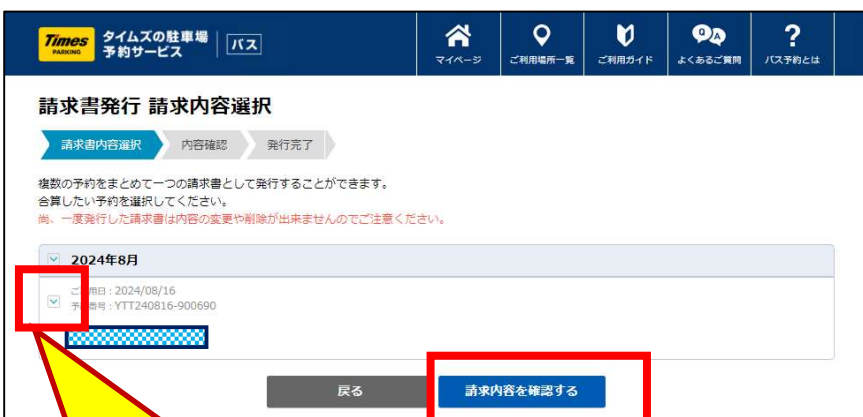 Times
PARKING
タイムズの駐車場
予約サービス
バス
マイページ
ご利用場所一覧
ご利用ガイド
Q A
よくあるご質問
?
バス予約とは
請求書発行 請求内容選択
請求書内容選択
内容確認
発行完了
複数の予約をまとめて一つの請求書として発行することができます。
合算したい予約を選択してください。
尚、一度発行した請求書は内容の変更や削除が出来ませんのでご注意ください。
2024年8月
ご利用日：2024/08/16
予約番号：YTT240816-900690
戻る
請求内容を確認する